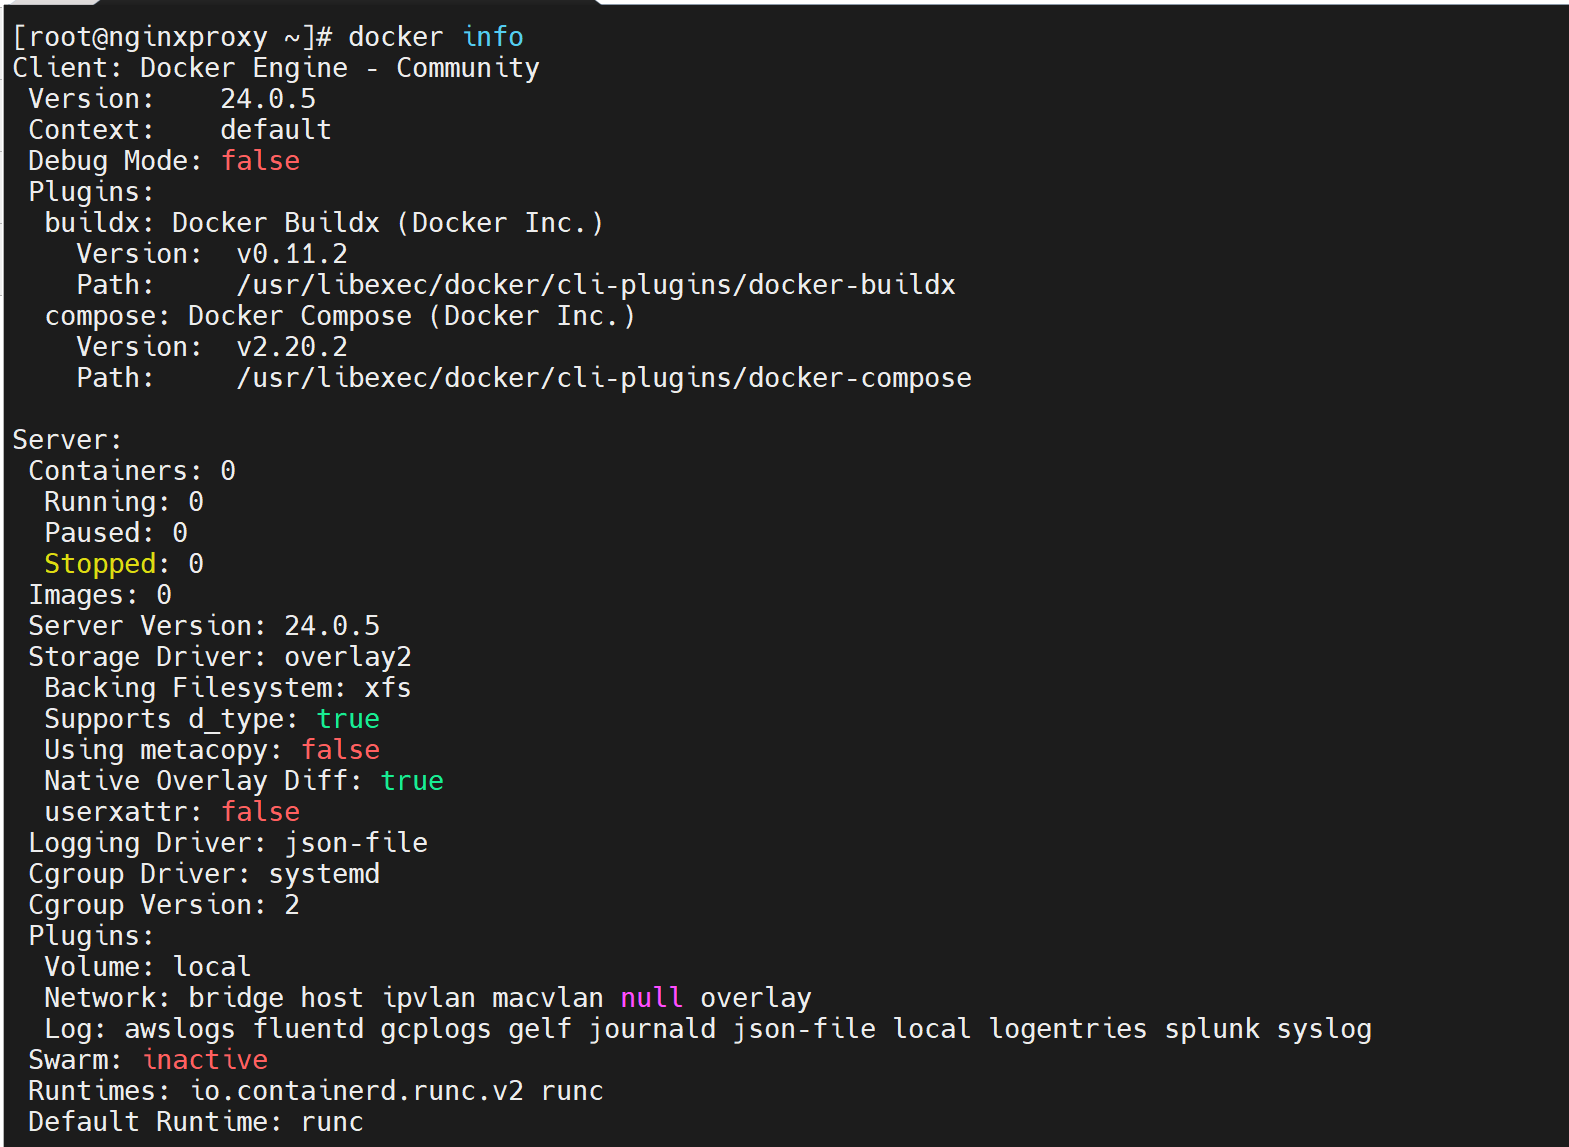 [root@nginxproxy ~]# docker info
Client: Docker Engine - Community
 Version:    24.0.5
 Context:    default
 Debug Mode: false
 Plugins:
  buildx: Docker Buildx (Docker Inc.)
    Version:  v0.11.2
    Path:     /usr/libexec/docker/cli-plugins/docker-buildx
  compose: Docker Compose (Docker Inc.)
    Version:  v2.20.2
    Path:     /usr/libexec/docker/cli-plugins/docker-compose

Server:
 Containers: 0
  Running: 0
  Paused: 0
  Stopped: 0
 Images: 0
 Server Version: 24.0.5
 Storage Driver: overlay2
  Backing Filesystem: xfs
  Supports d_type: true
  Using metacopy: false
  Native Overlay Diff: true
  userxattr: false
 Logging Driver: json-file
 Cgroup Driver: systemd
 Cgroup Version: 2
 Plugins:
  Volume: local
  Network: bridge host ipvlan macvlan null overlay
  Log: awslogs fluentd gcplogs gelf journald json-file local logentries splunk syslog
 Swarm: inactive
 Runtimes: io.containerd.runc.v2 runc
 Default Runtime: runc